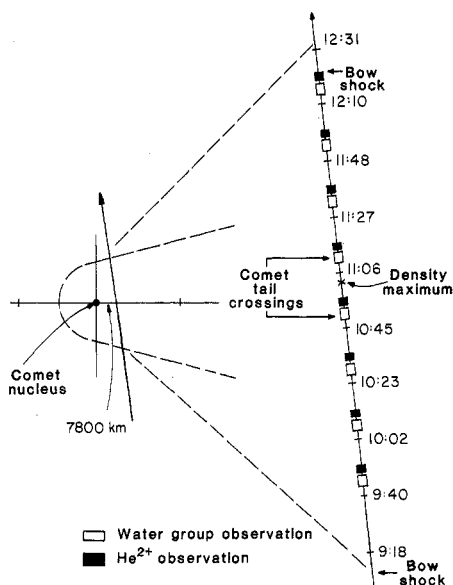 12:31
Bow
shock
12:10
11:48
11:27
11:06
Comet
tail
crossings
Density
maximum
10:45
Comet
nucleus
10:23
7800 km
10:02
9:40
9:18
Bow
shock
Water group observation
He²⁺ observation